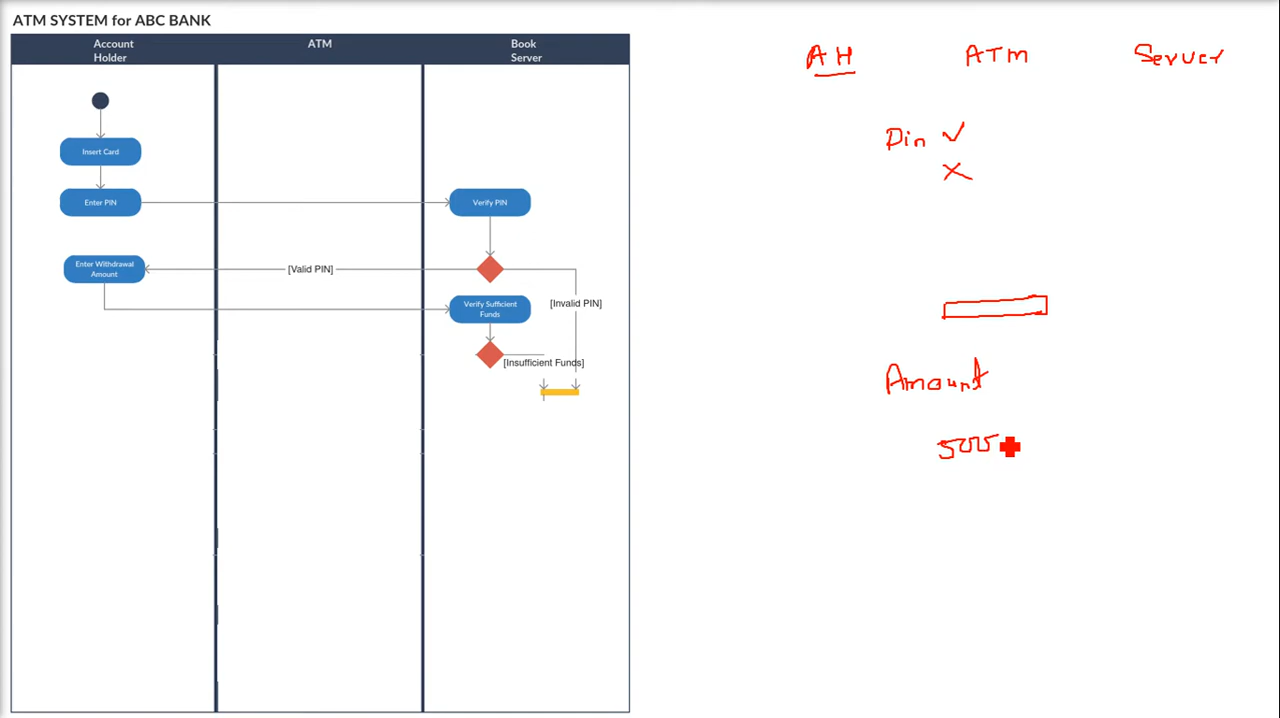 ATM SYSTEM for ABC BANK
Account
Holder
ATM
Book
Server
Insert Card
Enter PIN
Verify PIN
Enter Withdrawal
Amount
[Valid PIN]
[Invalid PIN]
Verify Sufficient
Funds
[Insufficient Funds]
AH ATM Server
Pin
Amount
500